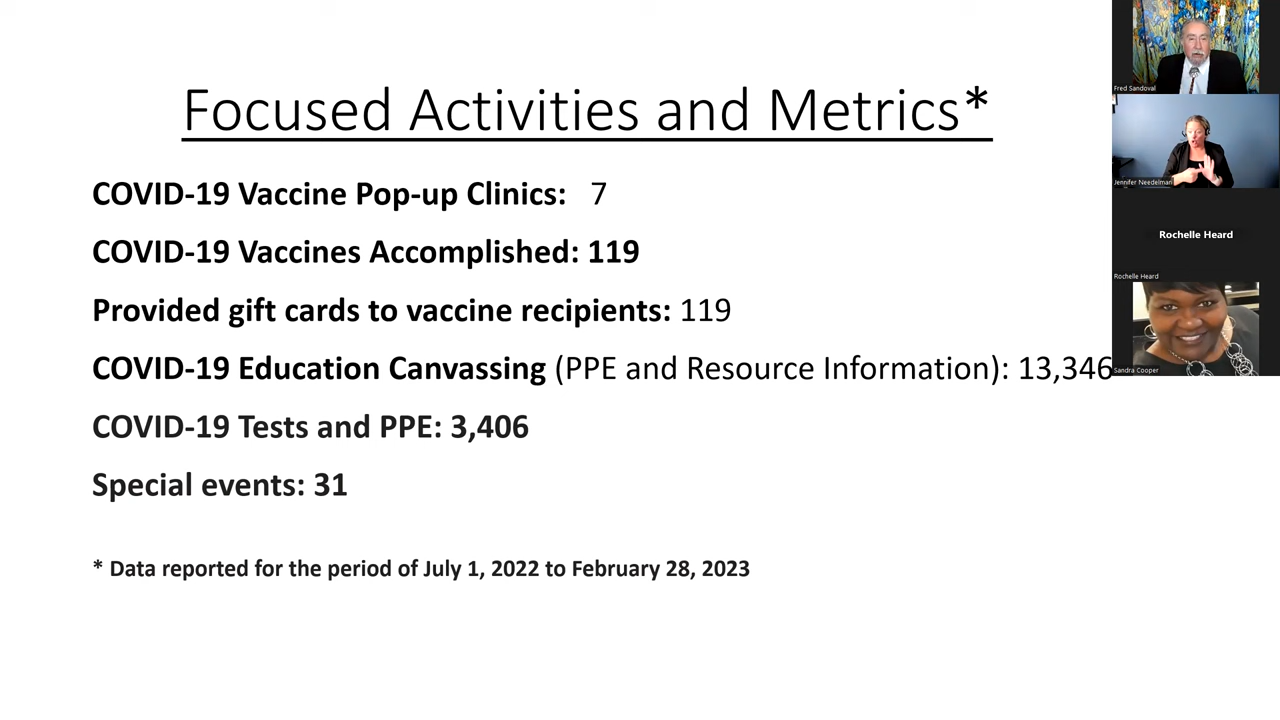 Focused Activities and Metrics*
COVID-19 Vaccine Pop-up Clinics: 7
COVID-19 Vaccines Accomplished: 119
Provided gift cards to vaccine recipients: 119
COVID-19 Education Canvassing (PPE and Resource Information): 13,346
COVID-19 Tests and PPE: 3,406
Special events: 31
* Data reported for the period of July 1, 2022 to February 28, 2023
Fred Sandoval
Jennifer Needelman
Rochelle Heard
Rochelle Heard
Sandra Cooper